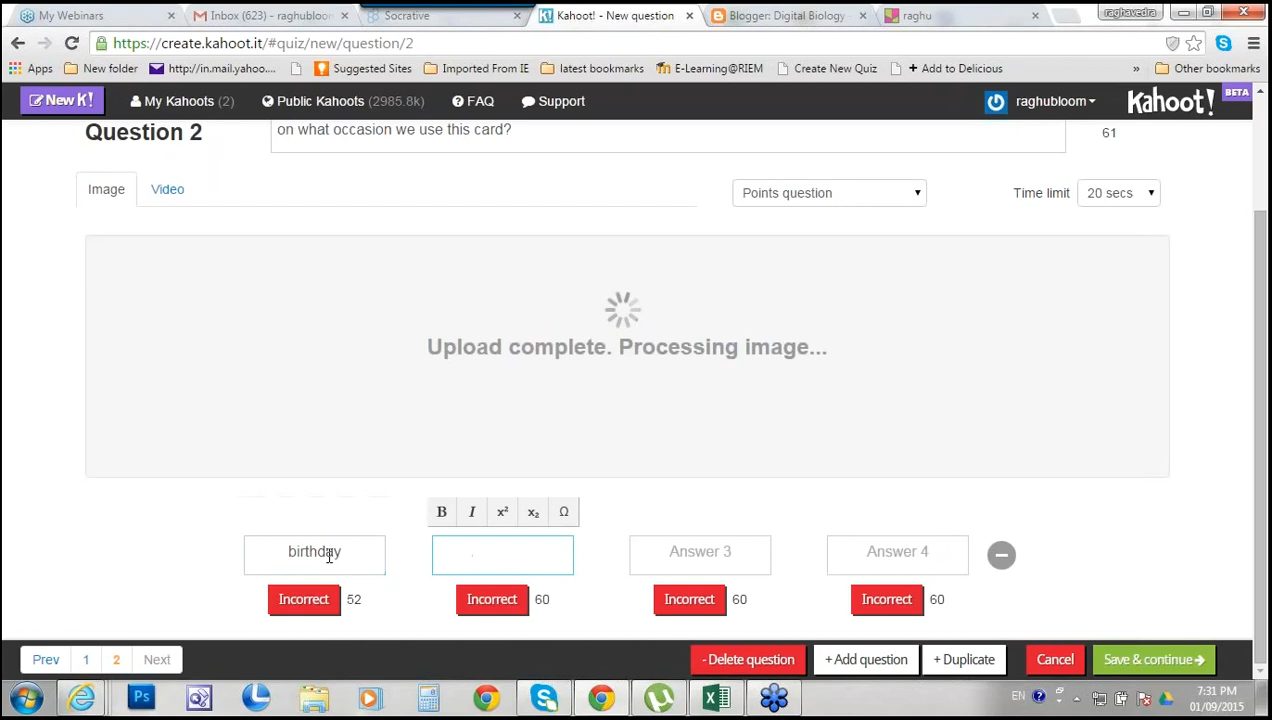 My Webinars
Inbox (623) - raghubloom
Socrative
K! Kahoot! - New question
Blogger: Digital Biology
raghu
raghavedra
https://create.kahoot.it/#quiz/new/question/2
Apps
New folder
http://in.mail.yahoo....
Suggested Sites
Imported From IE
latest bookmarks
E-Learning@RIEM
Create New Quiz
+ Add to Delicious
»
Other bookmarks
New K!
My Kahoots (2)
Public Kahoots (2985.8k)
FAQ
Support
raghubloom
Kahoot!
BETA
Question 2
on what occasion we use this card?
61
Image
Video
Points question
Time limit
20 secs
Upload complete. Processing image...
B I x² x₂ Ω
birthday
Answer 3
Answer 4
Incorrect 52
Incorrect 60
Incorrect 60
Incorrect 60
Prev 1 2 Next
- Delete question
+ Add question
+ Duplicate
Cancel
Save & continue
Ps
EN
7:31 PM
01/09/2015